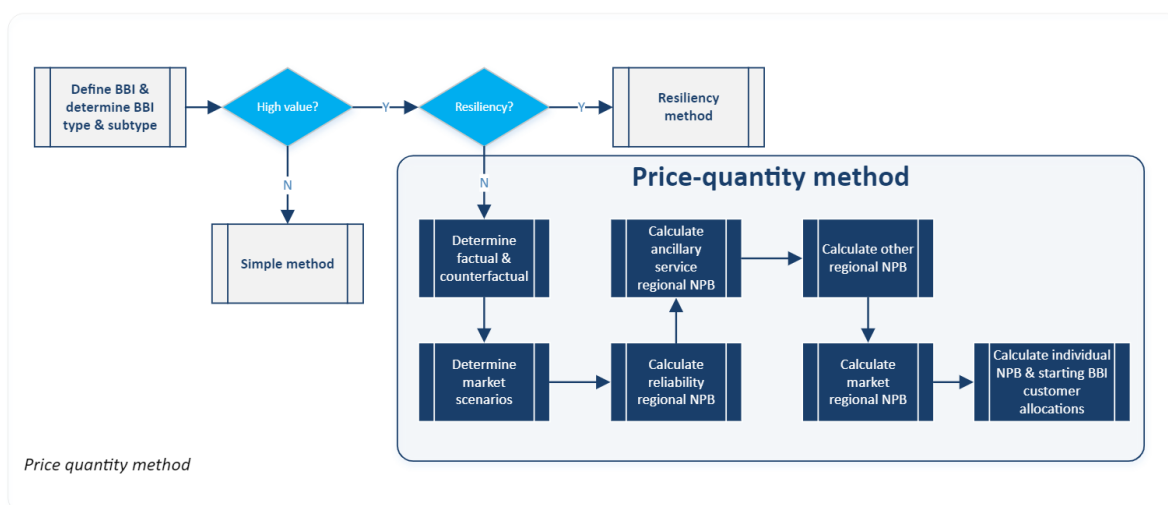 Define BBI &
determine BBI
type & subtype
High value?
Y
Resiliency?
Y
Resiliency
method
N
Simple method
N
Price-quantity method
Determine
factual &
counterfactual
Calculate
ancillary
service
regional NPB
Calculate other
regional NPB
Determine
market
scenarios
Calculate
reliability
regional NPB
Calculate
market
regional NPB
Calculate individual
NPB & starting BBI
customer
allocations
Price quantity method